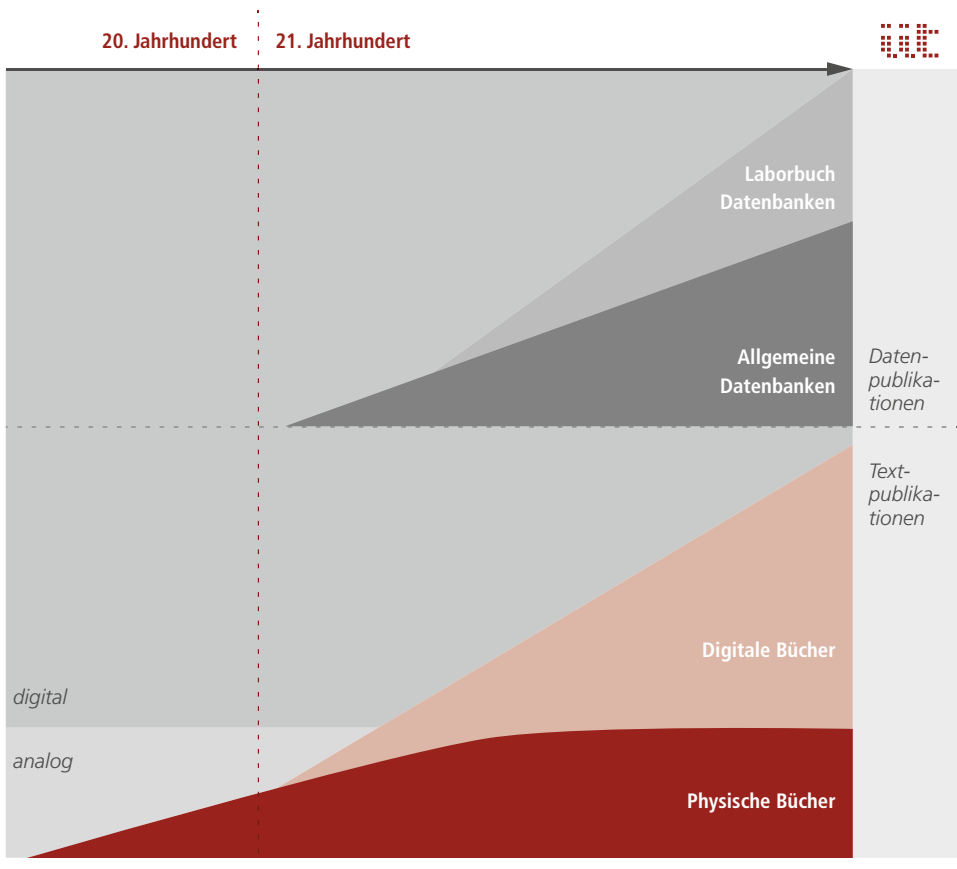 20. Jahrhundert
21. Jahrhundert
Laborbuch
Datenbanken
Allgemeine
Datenbanken
Daten-
publika-
tionen
Text-
publika-
tionen
Digitale Bücher
digital
analog
Physische Bücher